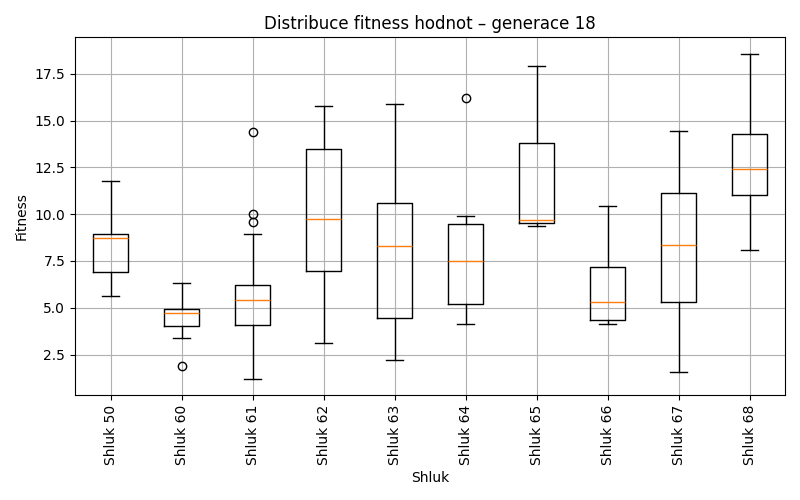 Distribuce fitness hodnot – generace 18
Fitness
17.5
15.0
12.5
10.0
7.5
5.0
2.5
Shluk 50
Shluk 60
Shluk 61
Shluk 62
Shluk 63
Shluk 64
Shluk 65
Shluk 66
Shluk 67
Shluk 68
Shluk